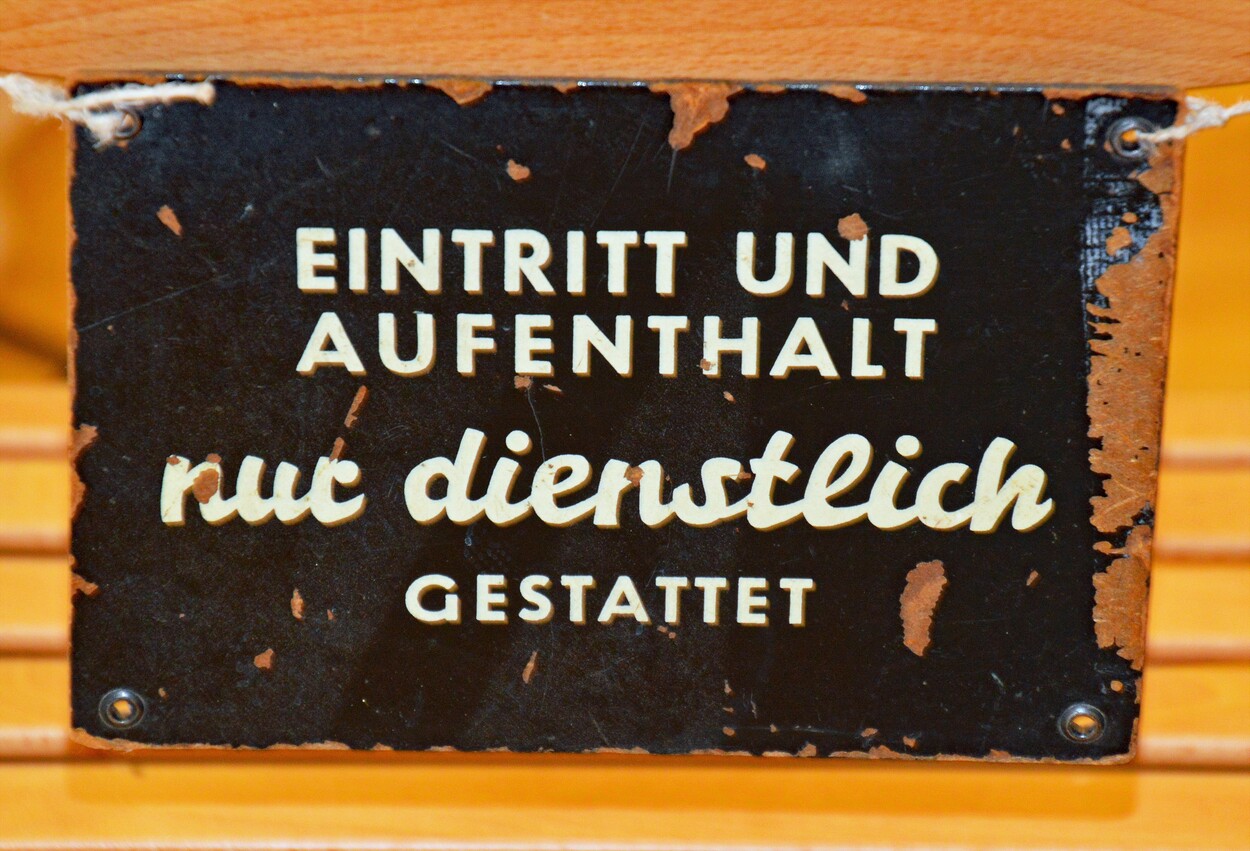 EINTRITT UND
AUFENTHALT
nur dienstlich
GESTATTET